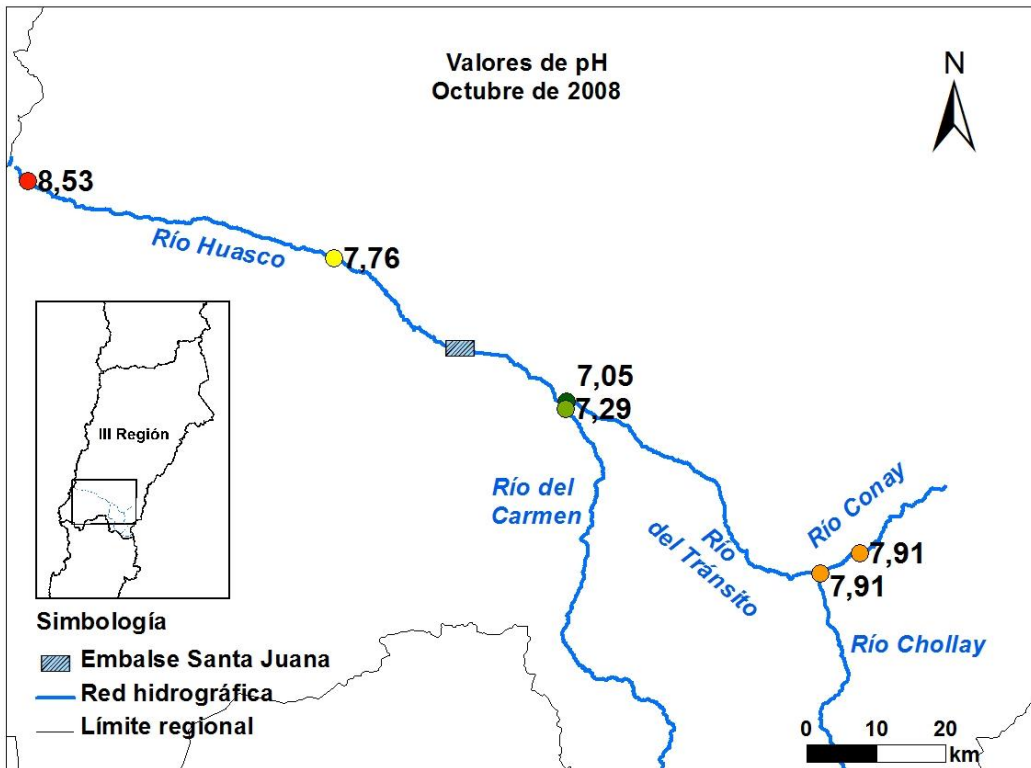 Valores de pH
Octubre de 2008
N
8,53
Río Huasco
7,76
7,05
7,29
III Región
Río del
Carmen
Río
del Tránsito
Río Conay
7,91
7,91
Río Chollay
Simbología
Embalse Santa Juana
Red hidrográfica
Límite regional
0 10 20
km